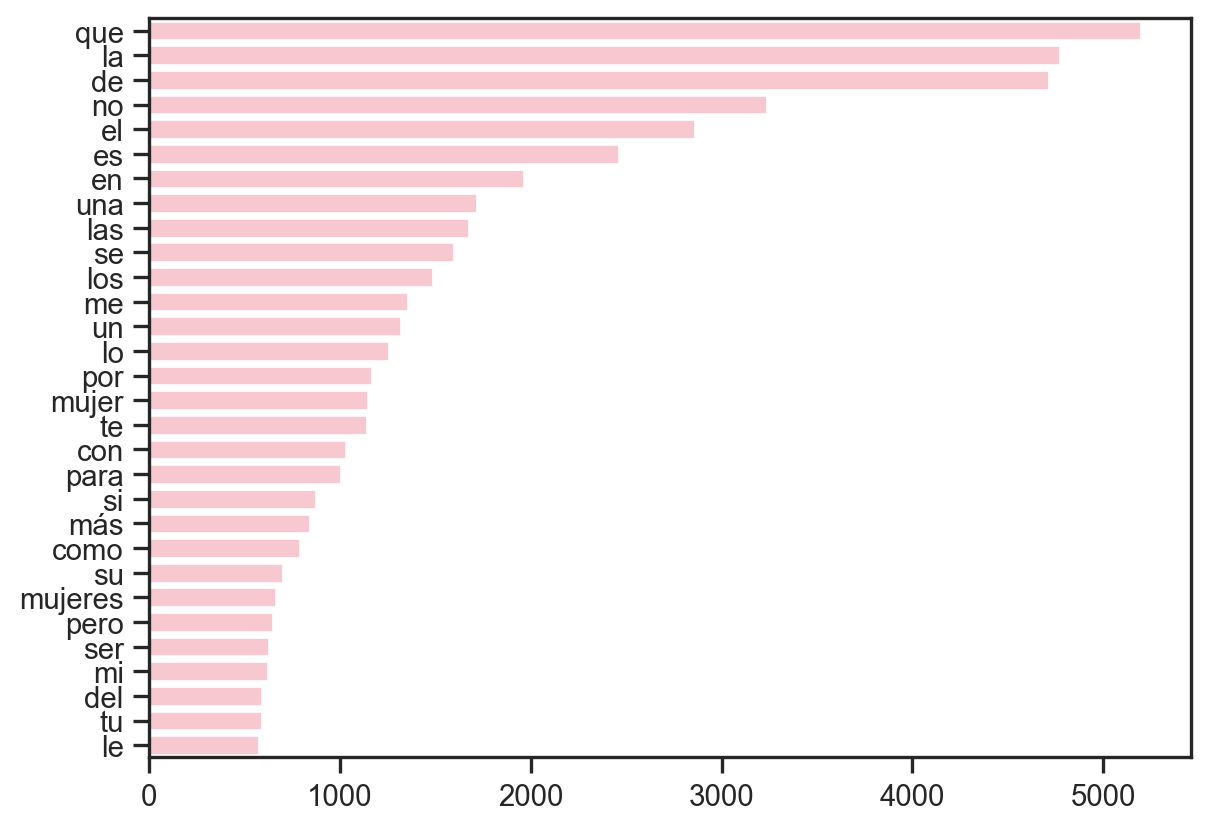 que
la
de
no
el
es
en
una
las
se
los
me
un
lo
por
mujer
te
con
para
si
más
como
su
mujeres
pero
ser
mi
del
tu
le
0 1000 2000 3000 4000 5000